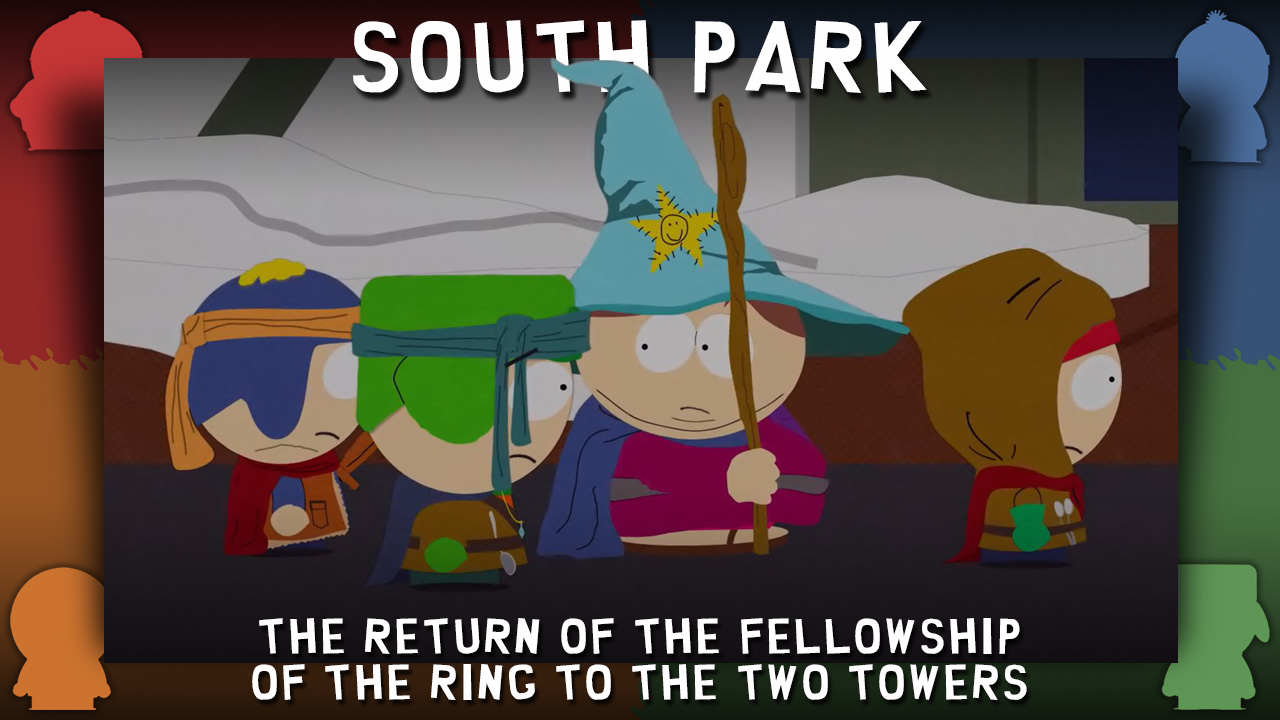 SOUTH PARK
THE RETURN OF THE FELLOWSHIP
OF THE RING TO THE TWO TOWERS